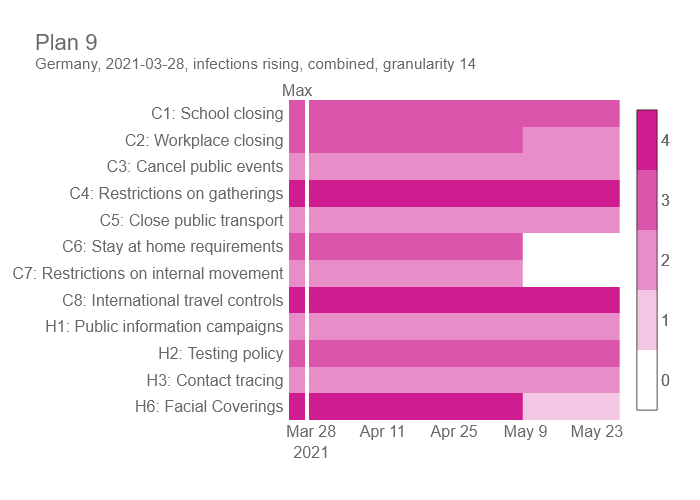 Plan 9
Germany, 2021-03-28, infections rising, combined, granularity 14
Max
C1: School closing
C2: Workplace closing
C3: Cancel public events
C4: Restrictions on gatherings
C5: Close public transport
C6: Stay at home requirements
C7: Restrictions on internal movement
C8: International travel controls
H1: Public information campaigns
H2: Testing policy
H3: Contact tracing
H6: Facial Coverings
4
3
2
1
0
Mar 28 Apr 11 Apr 25 May 9 May 23
2021